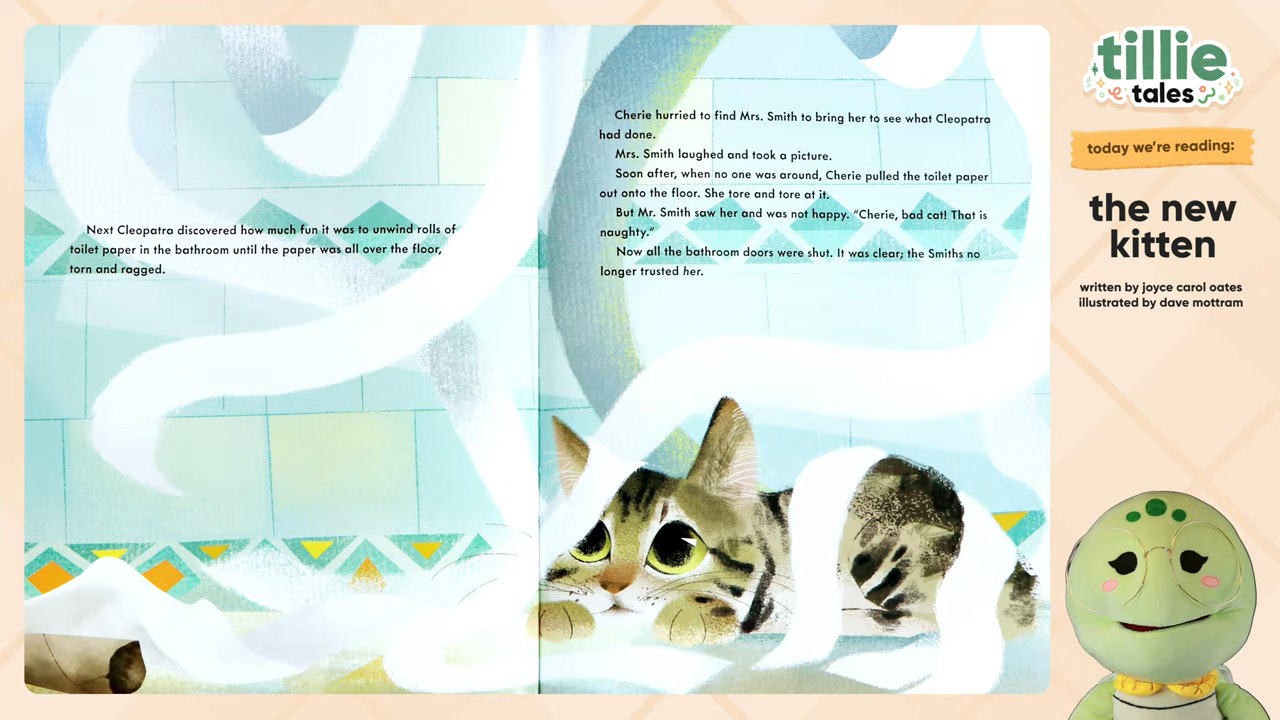 Next Cleopatra discovered how much fun it was to unwind rolls of
toilet paper in the bathroom until the paper was all over the floor,
torn and ragged.
Cherie hurried to find Mrs. Smith to bring her to see what Cleopatra
had done.
Mrs. Smith laughed and took a picture.
Soon after, when no one was around, Cherie pulled the toilet paper
out onto the floor. She tore and tore at it.
But Mr. Smith saw her and was not happy. “Cherie, bad cat! That is
naughty.”
Now all the bathroom doors were shut. It was clear; the Smiths no
longer trusted her.
tillie
tales
today we're reading:
the new
kitten
written by joyce carol oates
illustrated by dave mottram